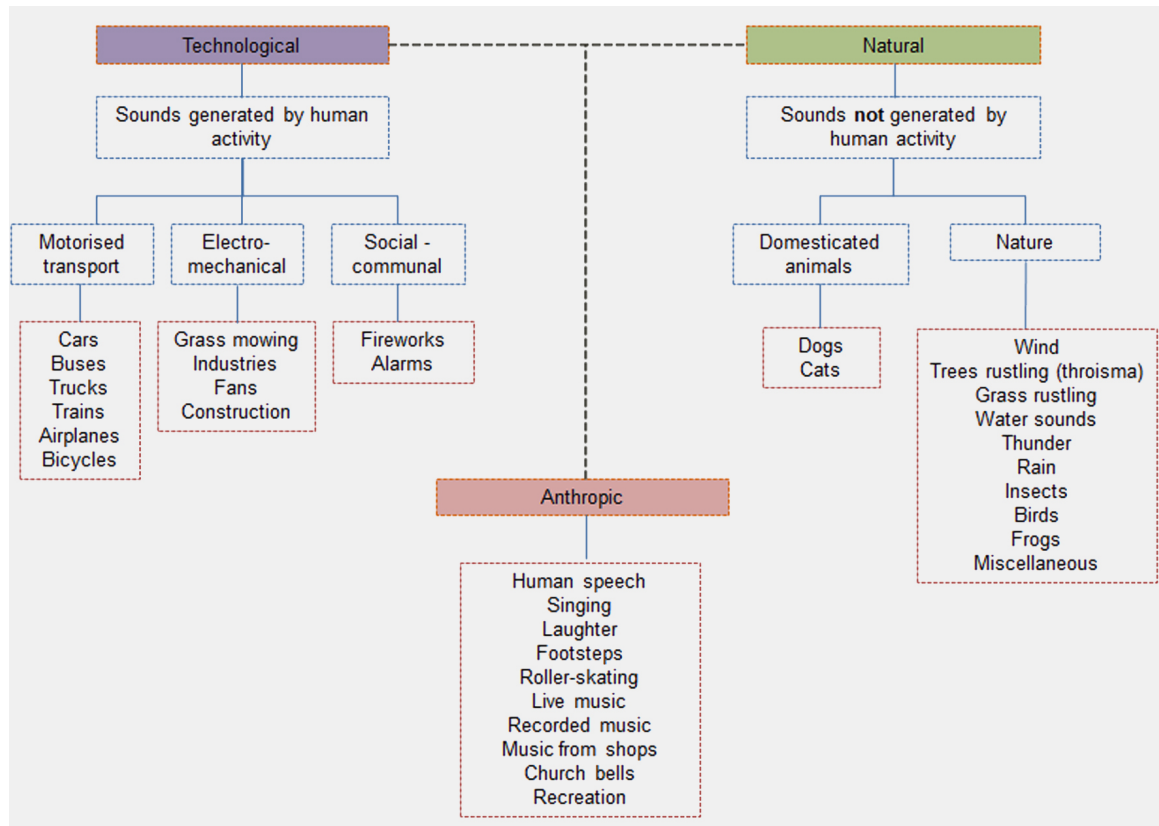 Technological
Natural
Sounds generated by human
activity
Sounds not generated by
human activity
Motorised
transport
Electro-
mechanical
Social -
communal
Domesticated
animals
Nature
Cars
Buses
Trucks
Trains
Airplanes
Bicycles
Grass mowing
Industries
Fans
Construction
Fireworks
Alarms
Dogs
Cats
Wind
Trees rustling (throisma)
Grass rustling
Water sounds
Thunder
Rain
Insects
Birds
Frogs
Miscellaneous
Anthropic
Human speech
Singing
Laughter
Footsteps
Roller-skating
Live music
Recorded music
Music from shops
Church bells
Recreation